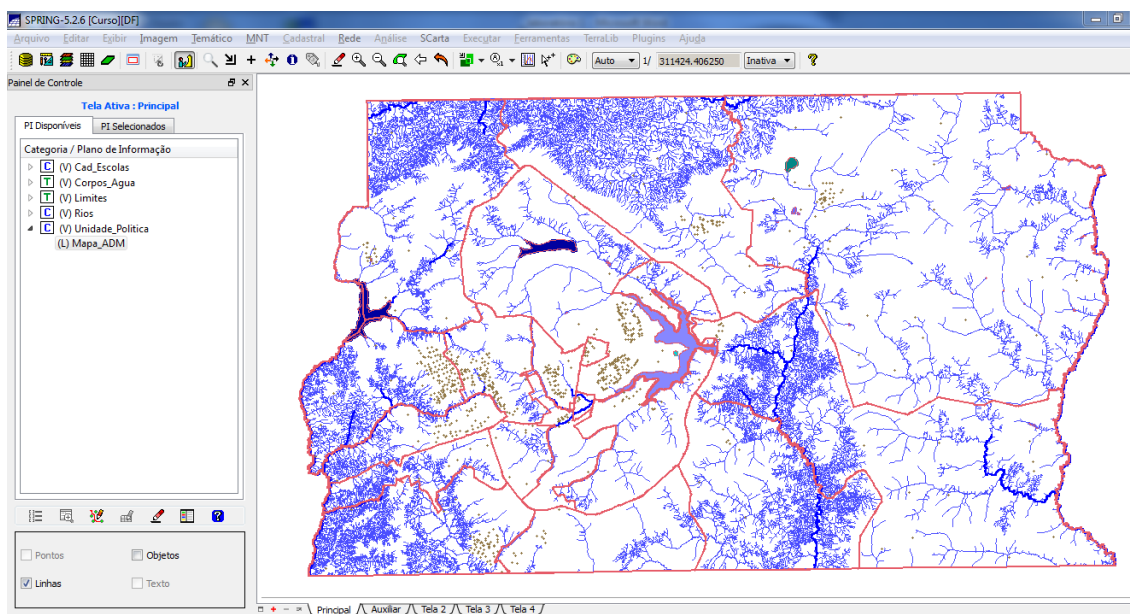 SPRING-5.2.6 [Curso][DF]
Arquivo Editar Exibir Imagem Temático MNT Cadastral Rede Análise SCarta Executar Ferramentas TerraLib Plugins Ajuda
Auto 1/ 311424.406250 Inativa
Painel de Controle
Tela Ativa : Principal
PI Disponíveis PI Selecionados
Categoria / Plano de Informação
C (V) Cad_Escolas
T (V) Corpos_Agua
T (V) Limites
C (V) Rios
C (V) Unidade_Politica
(L) Mapa_ADM
Pontos Objetos
Linhas Texto
Principal Auxiliar Tela 2 Tela 3 Tela 4